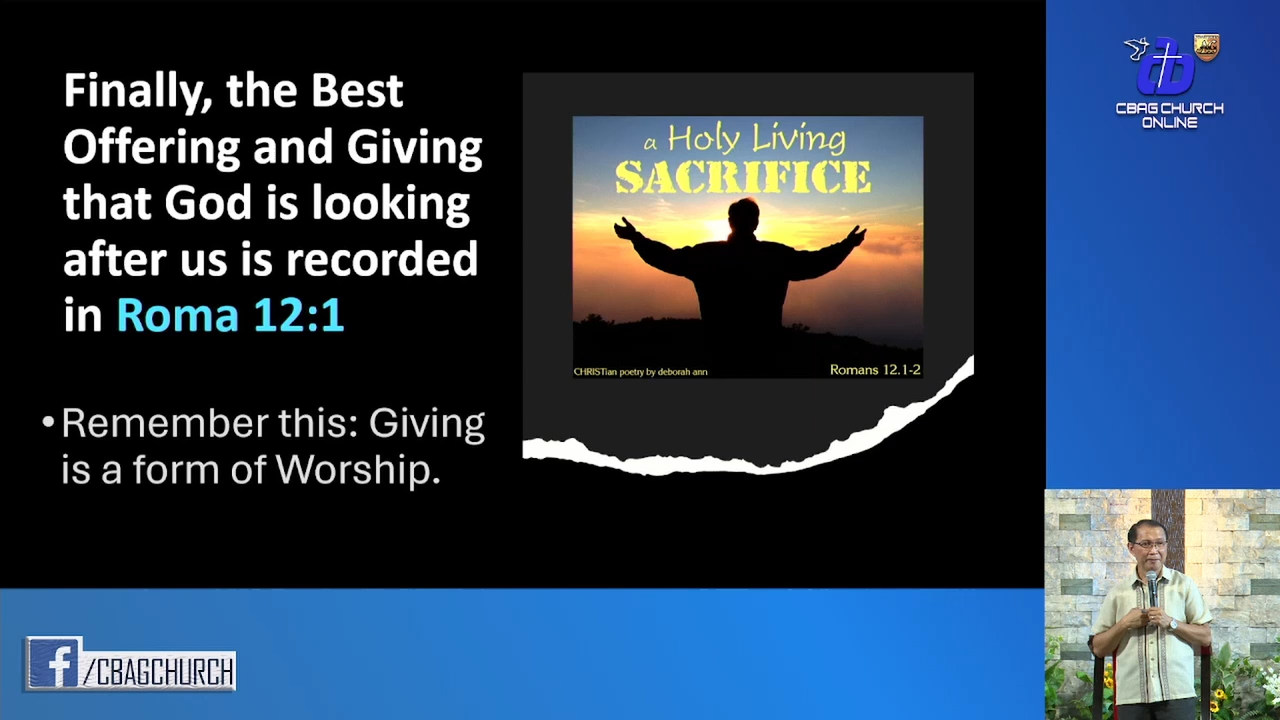 Finally, the Best
Offering and Giving
that God is looking
after us is recorded
in Roma 12:1
• Remember this: Giving
is a form of Worship.
a Holy Living
SACRIFICE
CHRISTian poetry by deborah ann
Romans 12.1-2
CBAG CHURCH
ONLINE
f/CBAGCHURCH